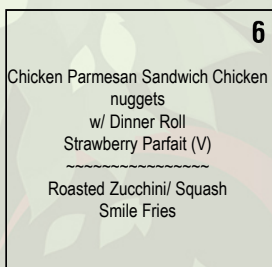 6
Chicken Parmesan Sandwich Chicken
nuggets
w/ Dinner Roll
Strawberry Parfait (V)
~~~~~~~~~~~~~~~~
Roasted Zucchini/ Squash
Smile Fries